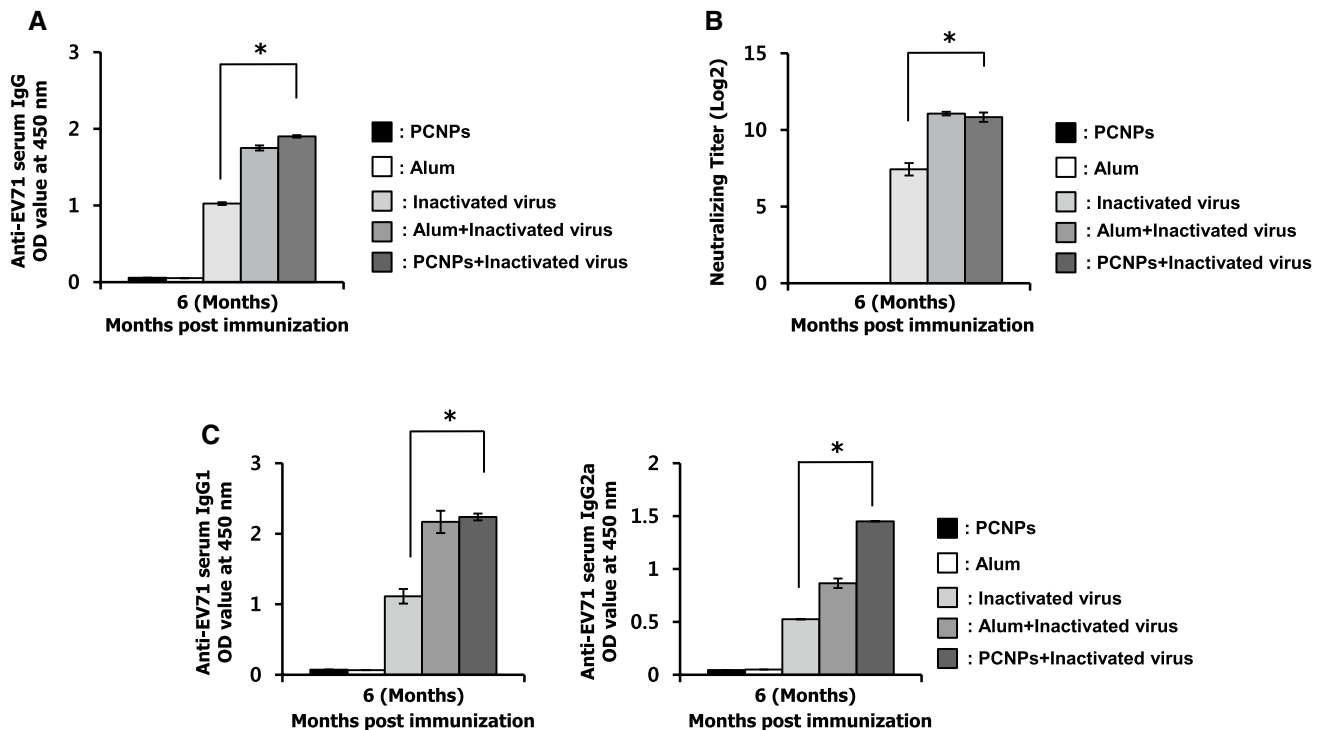 A
Anti-EV71 serum IgG
OD value at 450 nm
3
2
1
0
*
6 (Months)
Months post immunization
: PCNPs
: Alum
: Inactivated virus
: Alum+Inactivated virus
: PCNPs+Inactivated virus
B
Neutralizing Titer (Log2)
15
10
5
0
*
6 (Months)
Months post immunization
: PCNPs
: Alum
: Inactivated virus
: Alum+Inactivated virus
: PCNPs+Inactivated virus
C
Anti-EV71 serum IgG1
OD value at 450 nm
3
2
1
0
*
6 (Months)
Months post immunization
Anti-EV71 serum IgG2a
OD value at 450 nm
2
1.5
1
0.5
0
*
6 (Months)
Months post immunization
: PCNPs
: Alum
: Inactivated virus
: Alum+Inactivated virus
: PCNPs+Inactivated virus